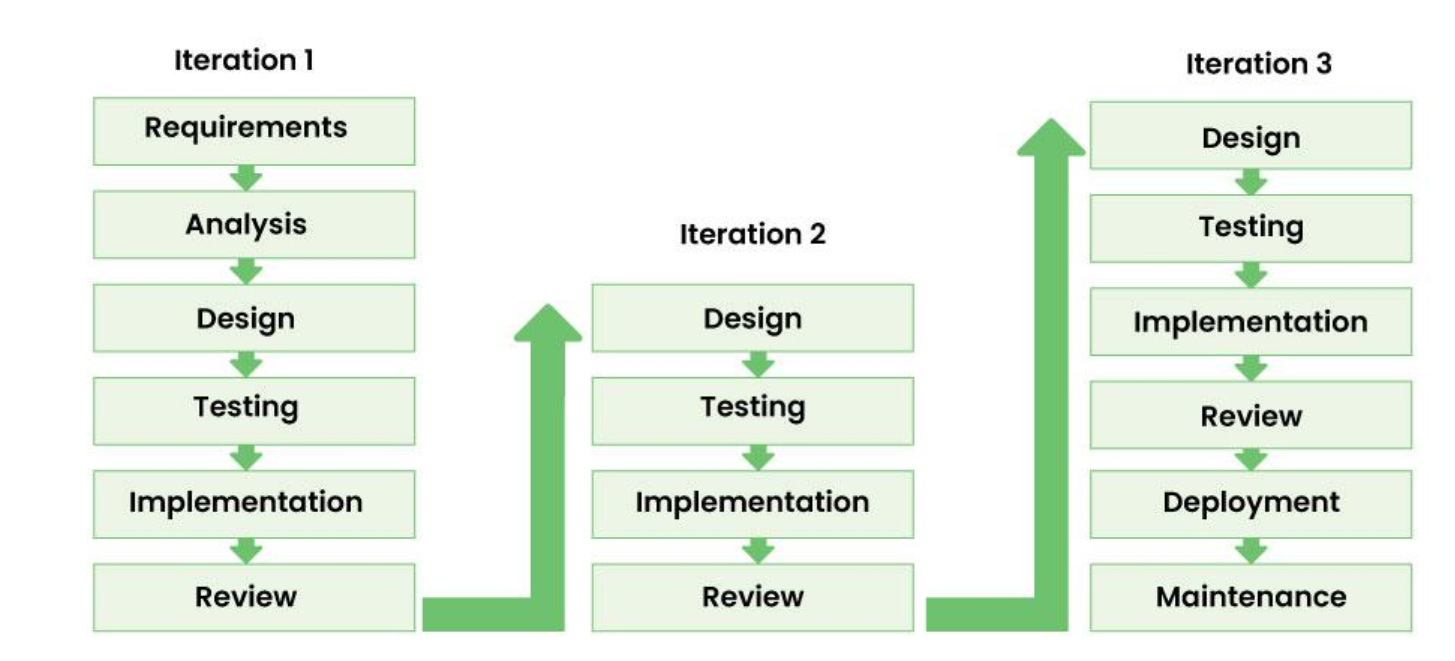 Iteration 1
Requirements
Analysis
Design
Testing
Implementation
Review
Iteration 2
Design
Testing
Implementation
Review
Iteration 3
Design
Testing
Implementation
Review
Deployment
Maintenance